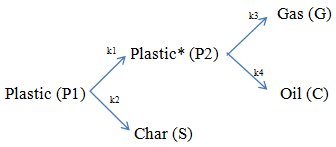 Gas (G)
k3
k1
Plastic* (P2)
k4
Plastic (P1)
Oil (C)
k2
Char (S)